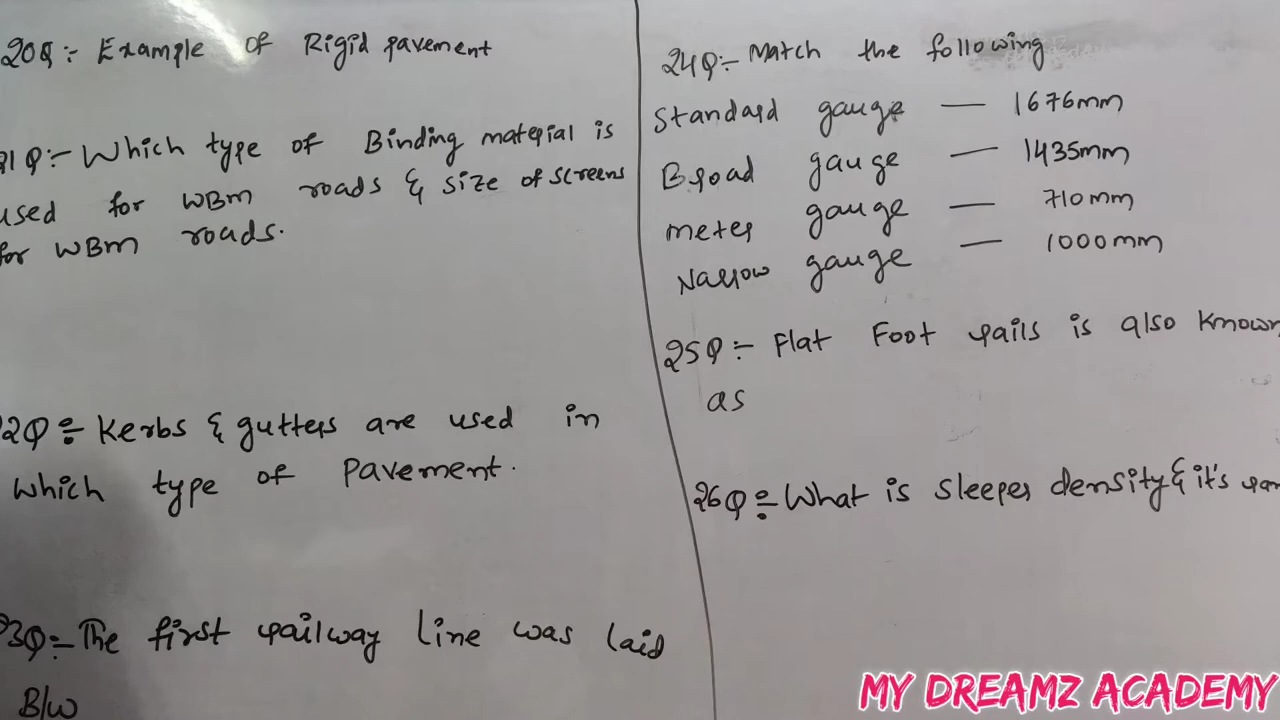 20Q:- Example of Rigid pavement
1Q:- Which type of Binding material is
used for WBM roads & size of screens
for WBM roads.
2Q:- Kerbs & gutters are used in
which type of Pavement.
3Q:- The first railway line was laid
B/w
24Q:- Match the following
Standard gauge — 1676mm
Broad gauge — 1435mm
meter gauge — 710mm
Narrow gauge — 1000mm
25Q:- Flat Foot rails is also known
as
26Q:- What is sleeper density & it's
MY DREAMZ ACADEMY